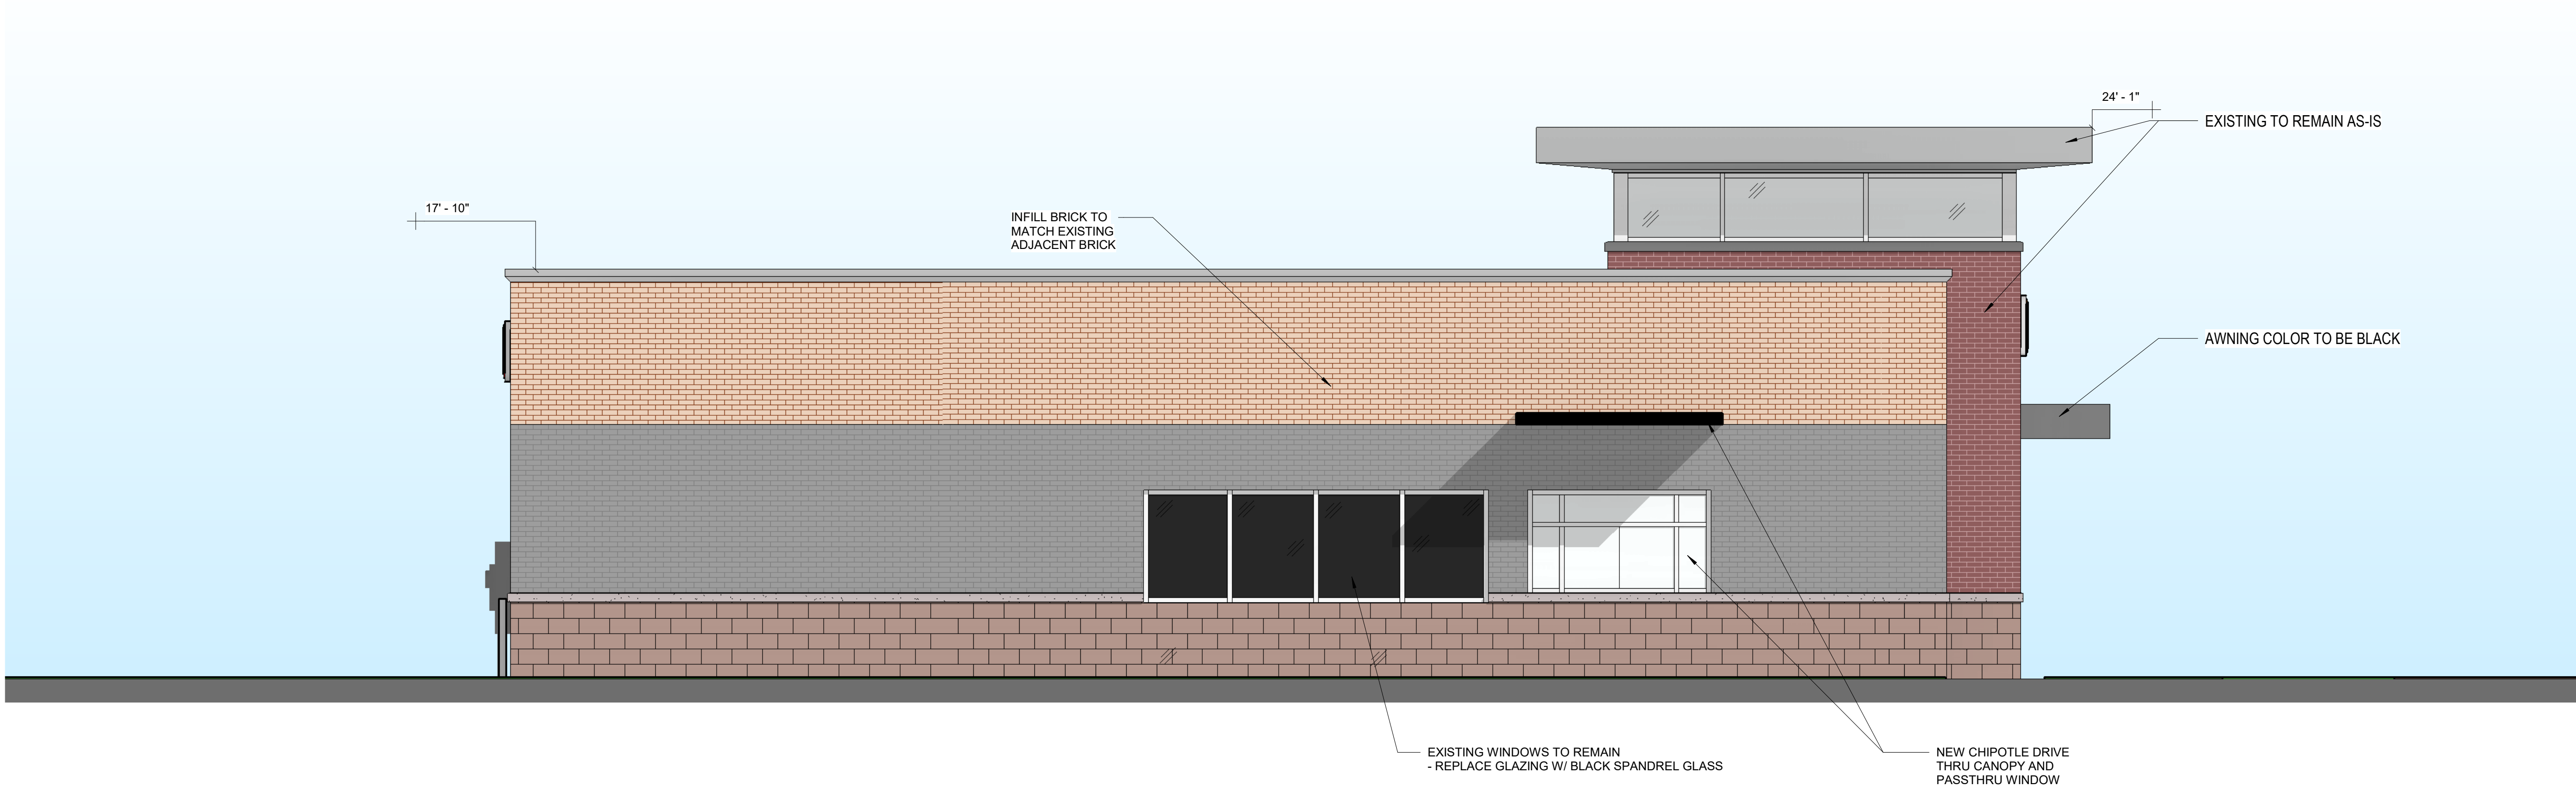 24' - 1"
EXISTING TO REMAIN AS-IS
17' - 10"
INFILL BRICK TO
MATCH EXISTING
ADJACENT BRICK
AWNING COLOR TO BE BLACK
EXISTING WINDOWS TO REMAIN
- REPLACE GLAZING W/ BLACK SPANDREL GLASS
NEW CHIPOTLE DRIVE
THRU CANOPY AND
PASSTHRU WINDOW